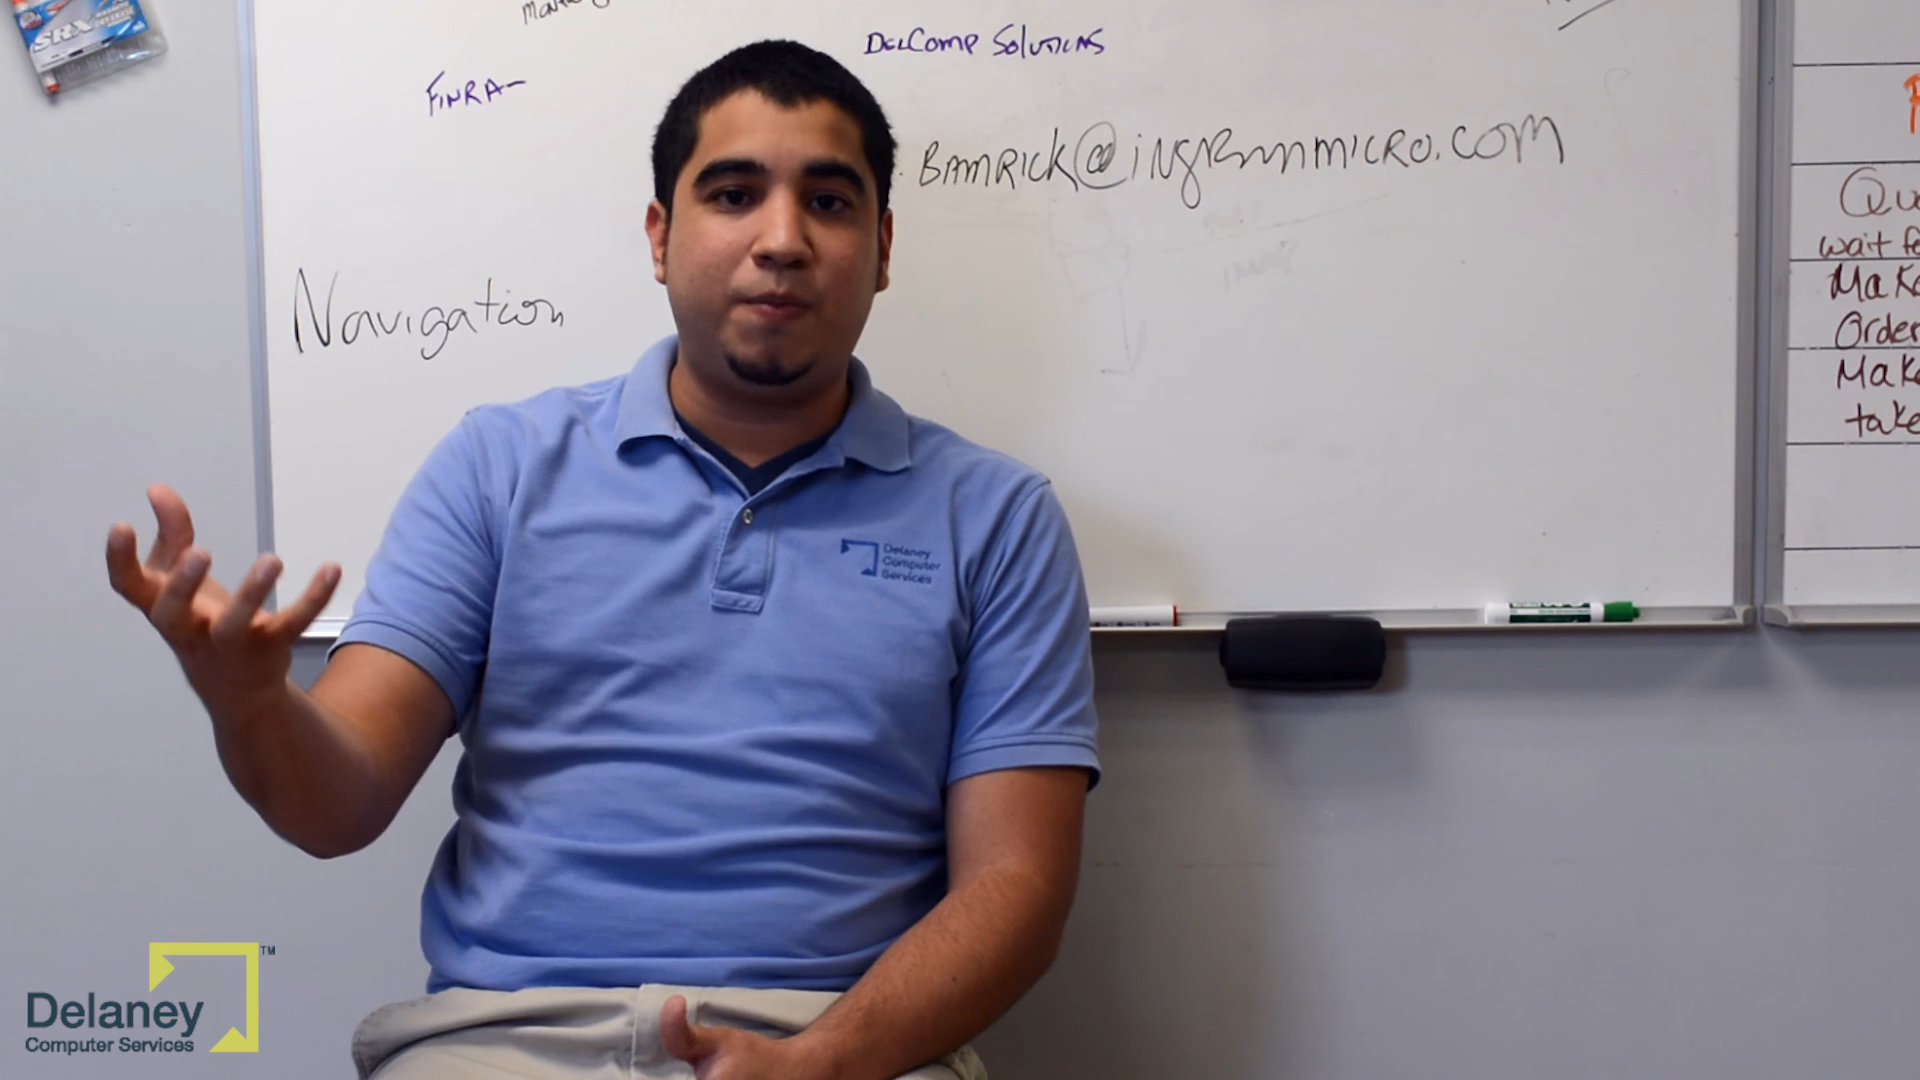 SRX
DelComp Solutions
FINRA
BAMRICK@INGRAMMICRO.COM
Navigation
wait
Make
Order
Make
take
Delaney
Computer
Services
Delaney
Computer Services
TM